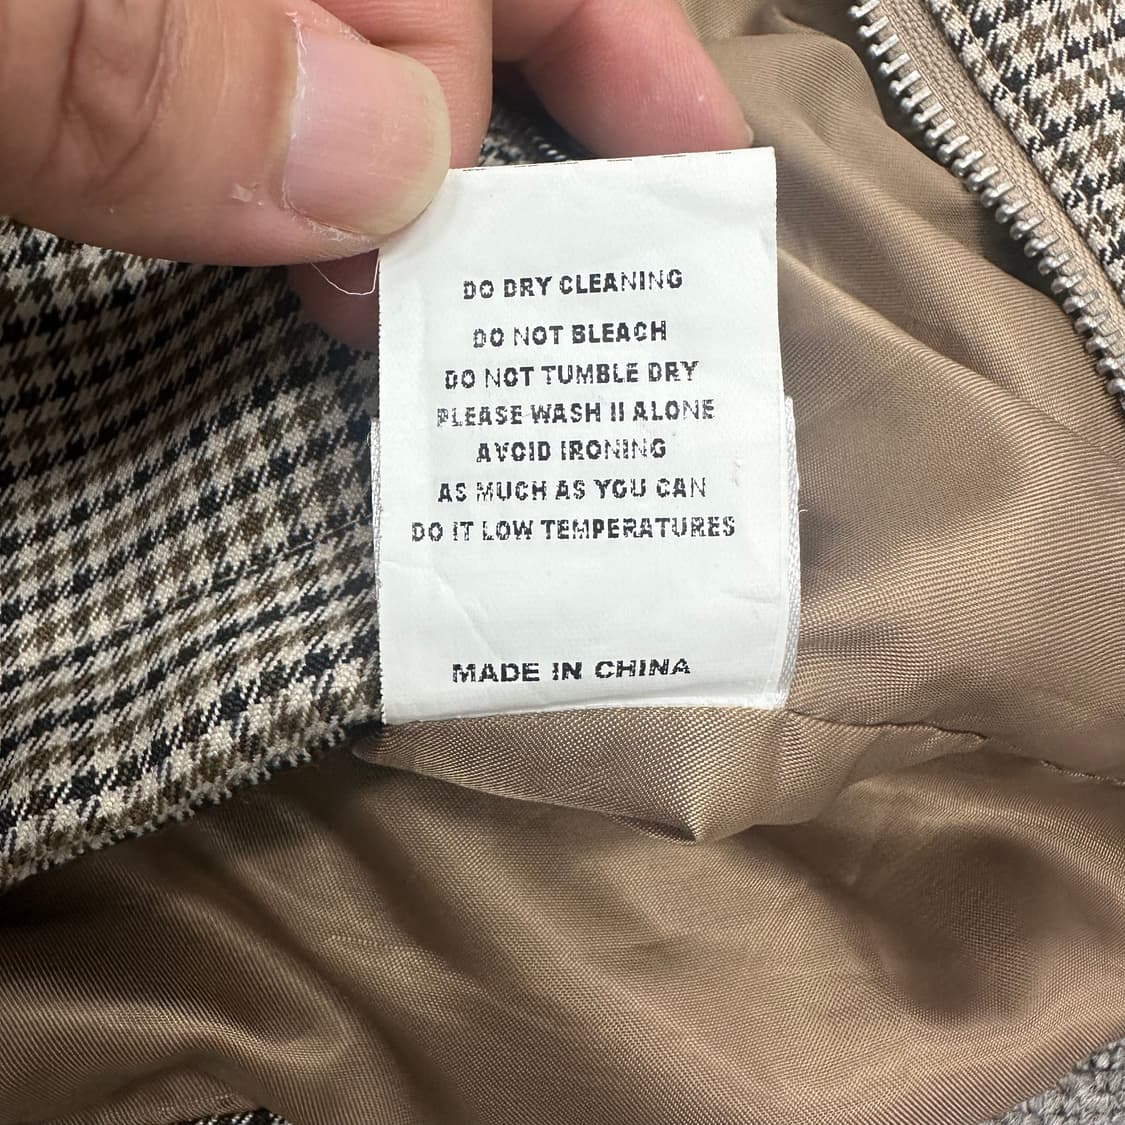 DO DRY CLEANING
DO NOT BLEACH
DO NOT TUMBLE DRY
PLEASE WASH II ALONE
AVOID IRONING
AS MUCH AS YOU CAN
DO IT LOW TEMPERATURES
MADE IN CHINA